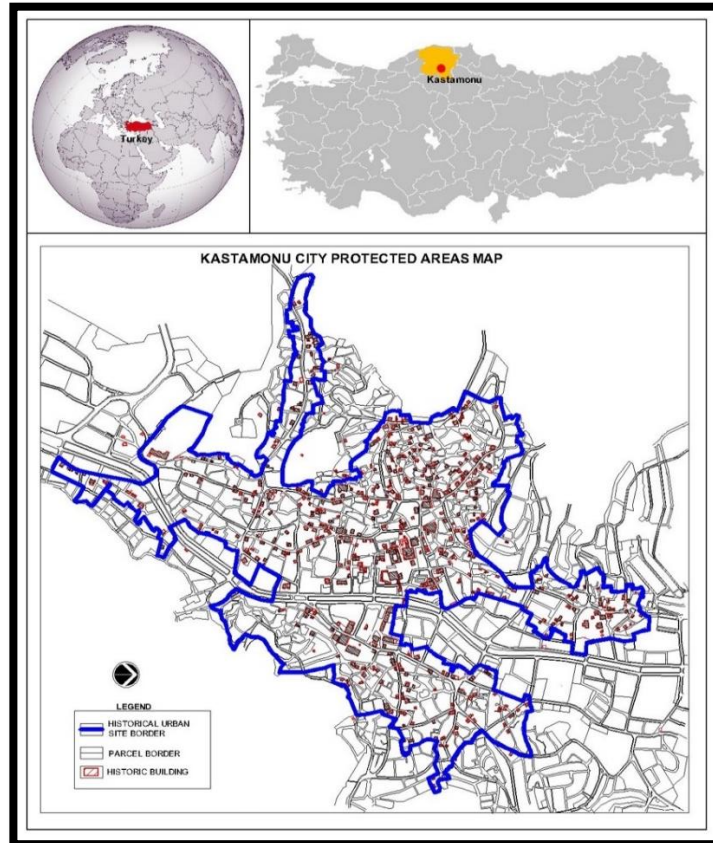 Turkey
Kastamonu
KASTAMONU CITY PROTECTED AREAS MAP
LEGEND
HISTORICAL URBAN
SITE BORDER
PARCEL BORDER
HISTORIC BUILDING